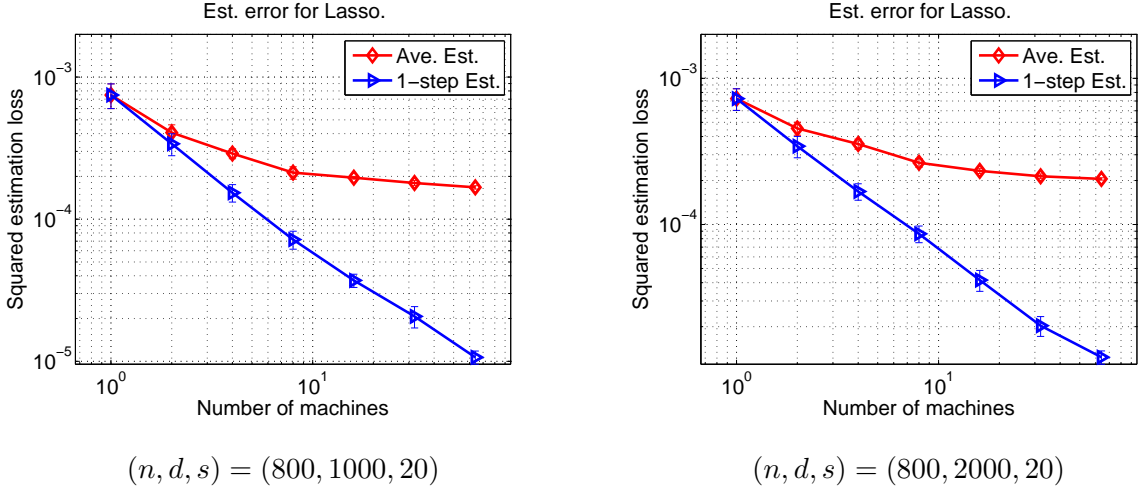 Est. error for Lasso.
Ave. Est.
1−step Est.
10^−3
10^−4
10^−5
Squared estimation loss
10^0
10^1
Number of machines
(n, d, s) = (800, 1000, 20)
Est. error for Lasso.
Ave. Est.
1−step Est.
10^−3
10^−4
Squared estimation loss
10^0
10^1
Number of machines
(n, d, s) = (800, 2000, 20)